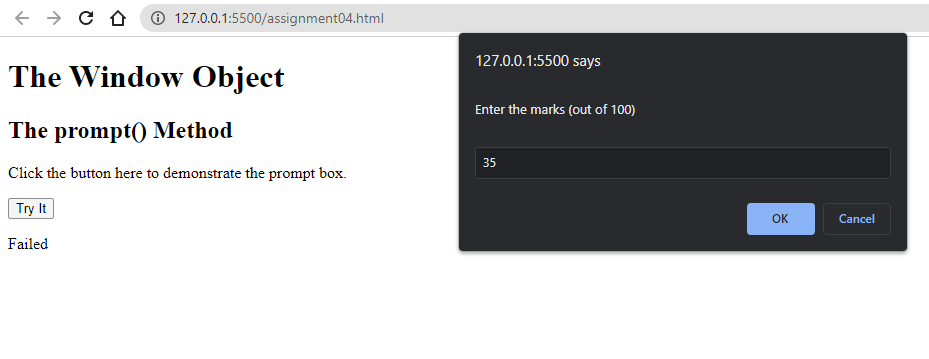 127.0.0.1:5500/assignment04.html
The Window Object
The prompt() Method
Click the button here to demonstrate the prompt box.
Try It
Failed
127.0.0.1:5500 says
Enter the marks (out of 100)
35
OK
Cancel